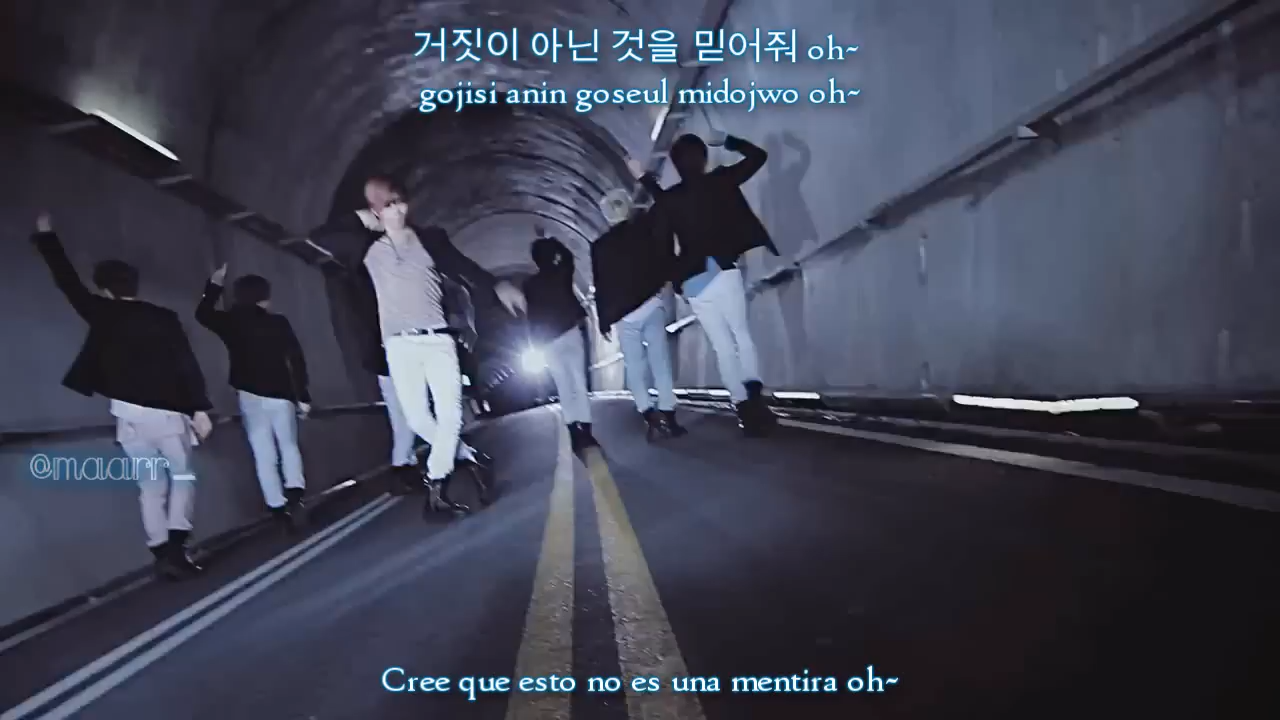 거짓이 아닌 것을 믿어줘 oh~
gojisi anin goseul midojwo oh~
@maarr_
Cree que esto no es una mentira oh~